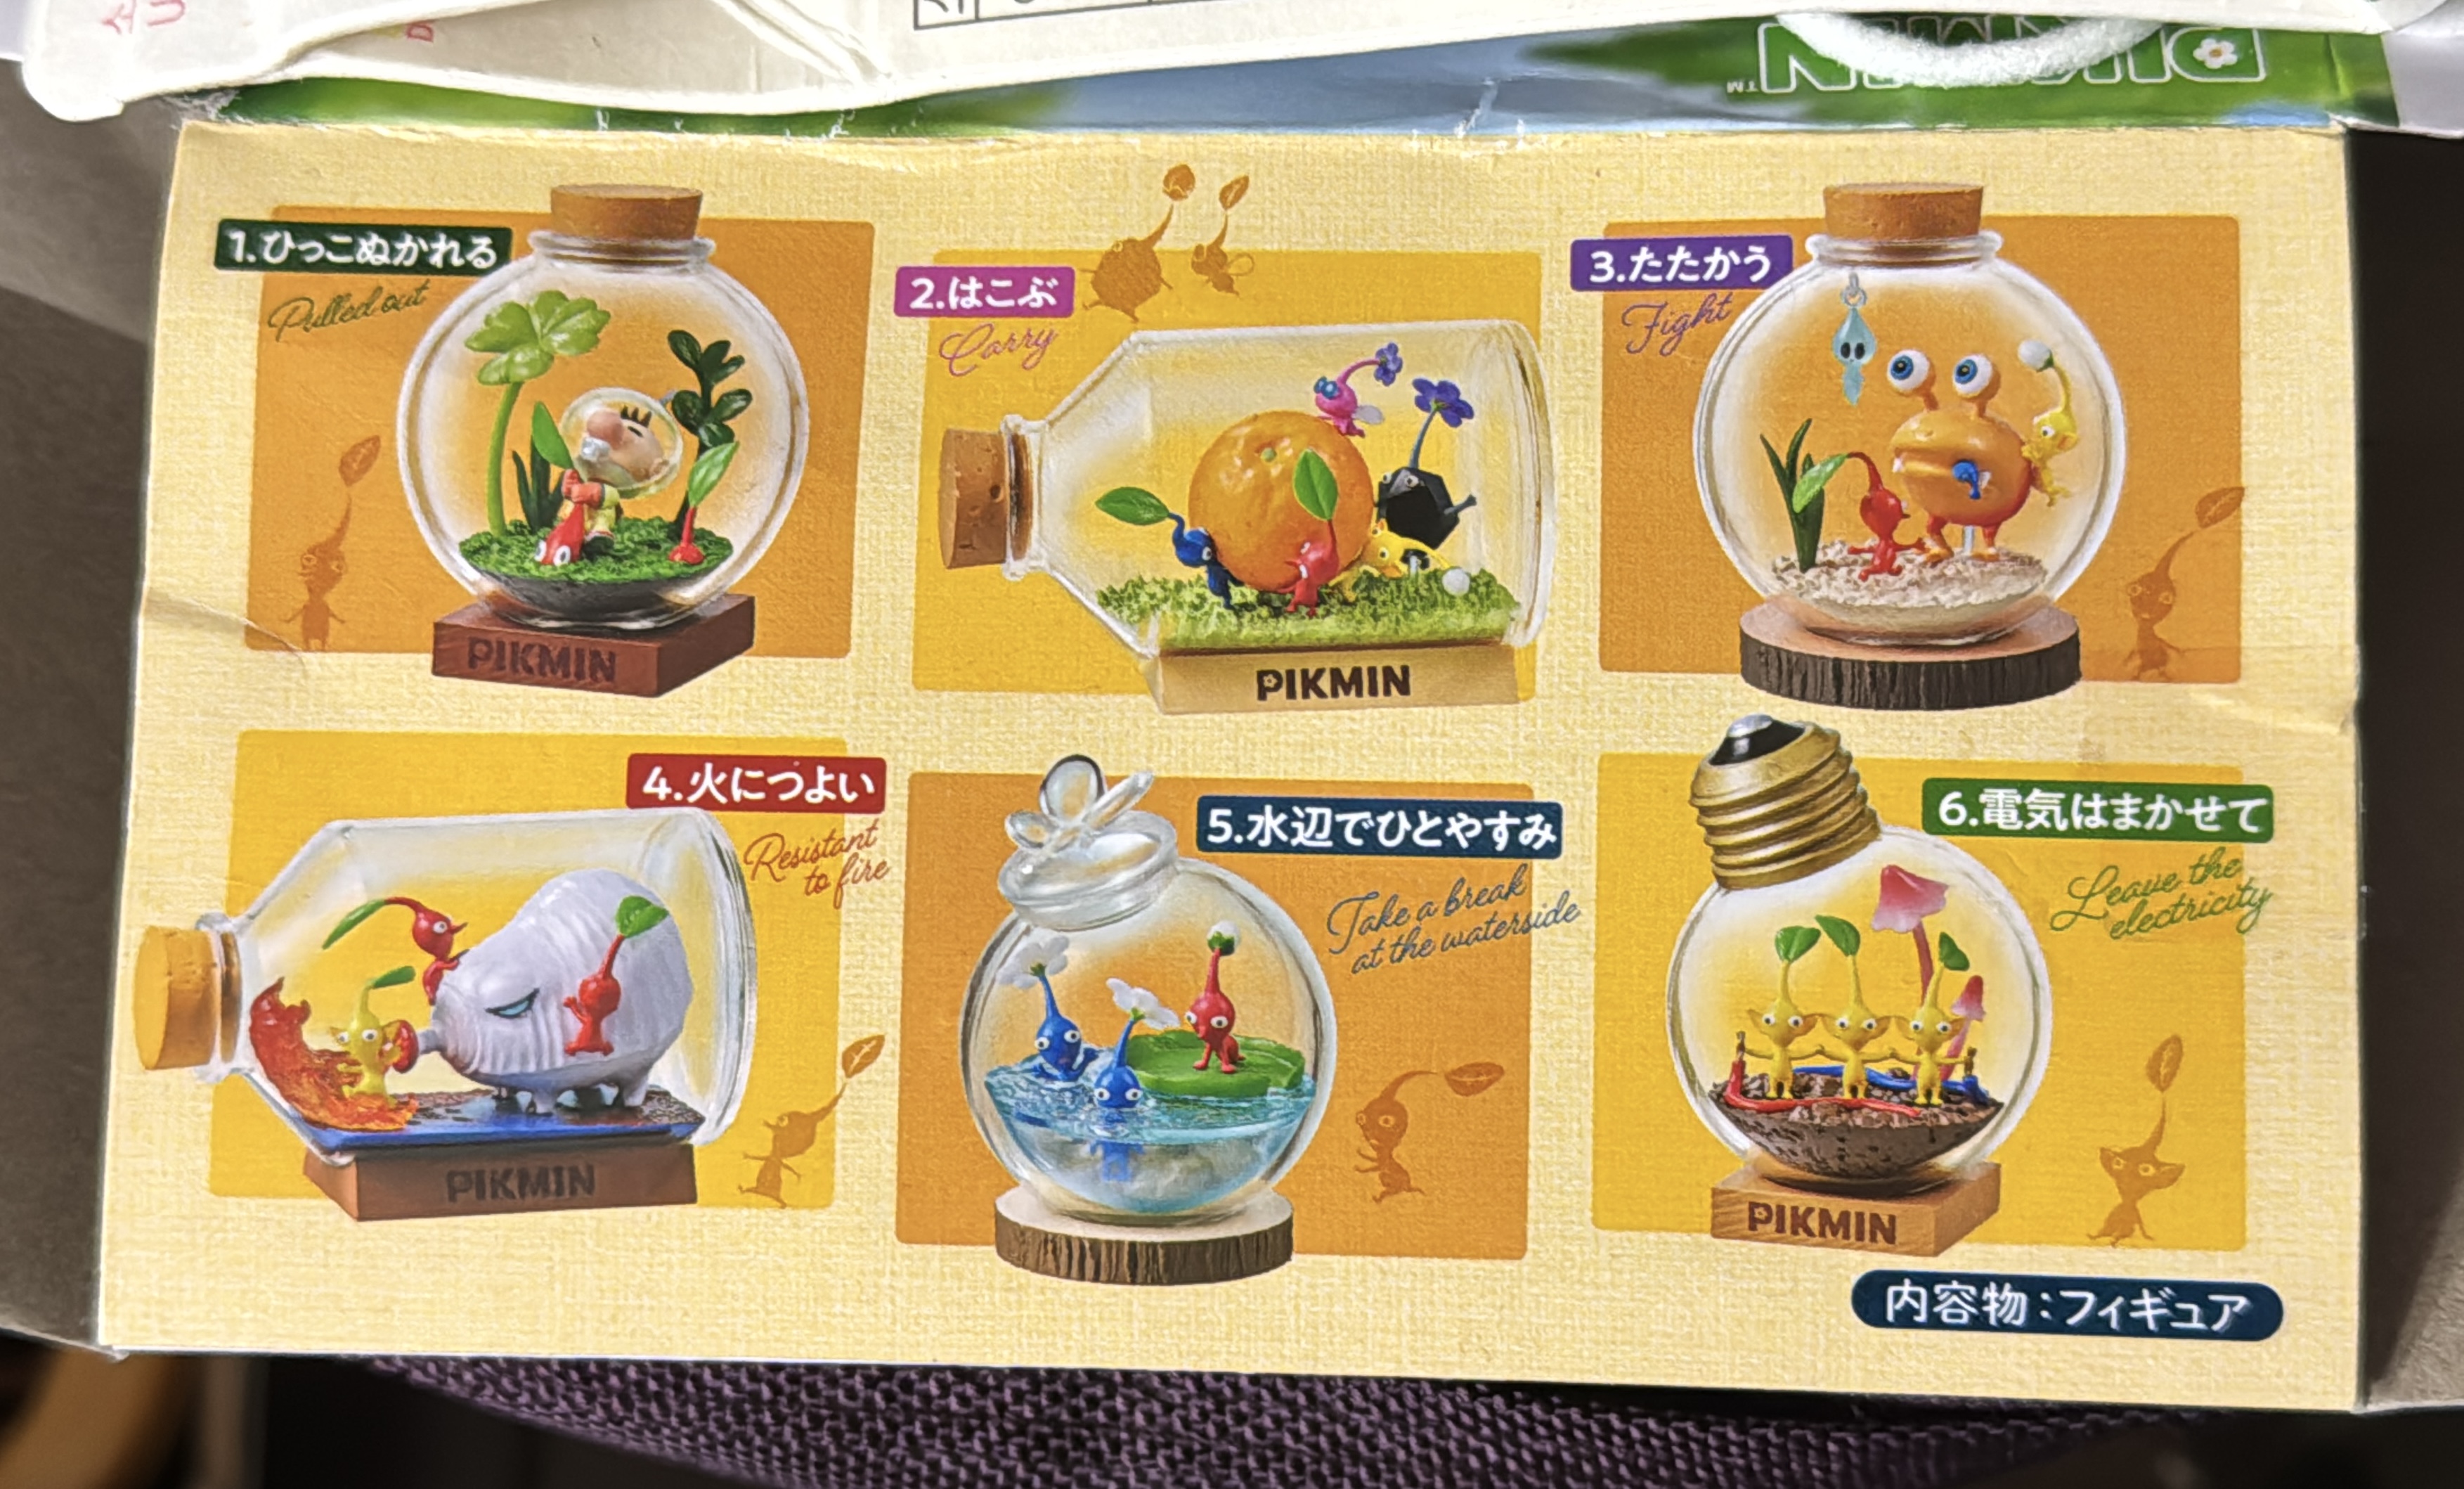 PIKMIN™
1.ひっこぬかれる
Pulled out
PIKMIN
2.はこぶ
Carry
PIKMIN
3.たたかう
Fight
4.火につよい
Resistant
to fire
PIKMIN
5.水辺でひとやすみ
Take a break
at the waterside
6.電気はまかせて
Leave the
electricity
PIKMIN
内容物：フィギュア